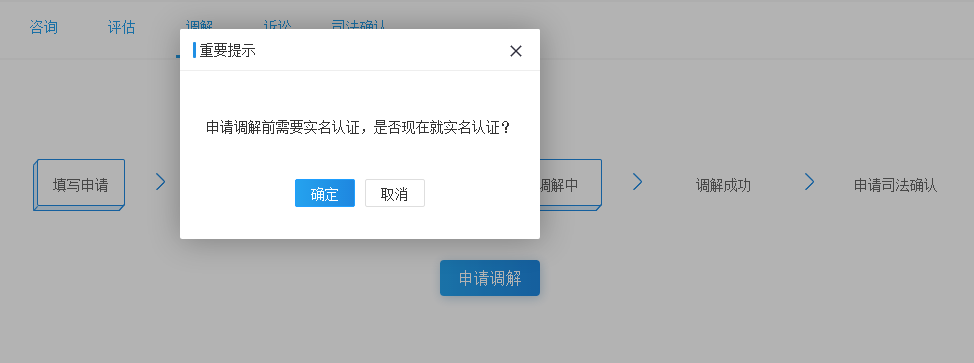 咨询
评估
调解
诉讼
司法确认
重要提示
申请调解前需要实名认证，是否现在就实名认证？
确定
取消
填写申请
调解中
调解成功
申请司法确认
申请调解